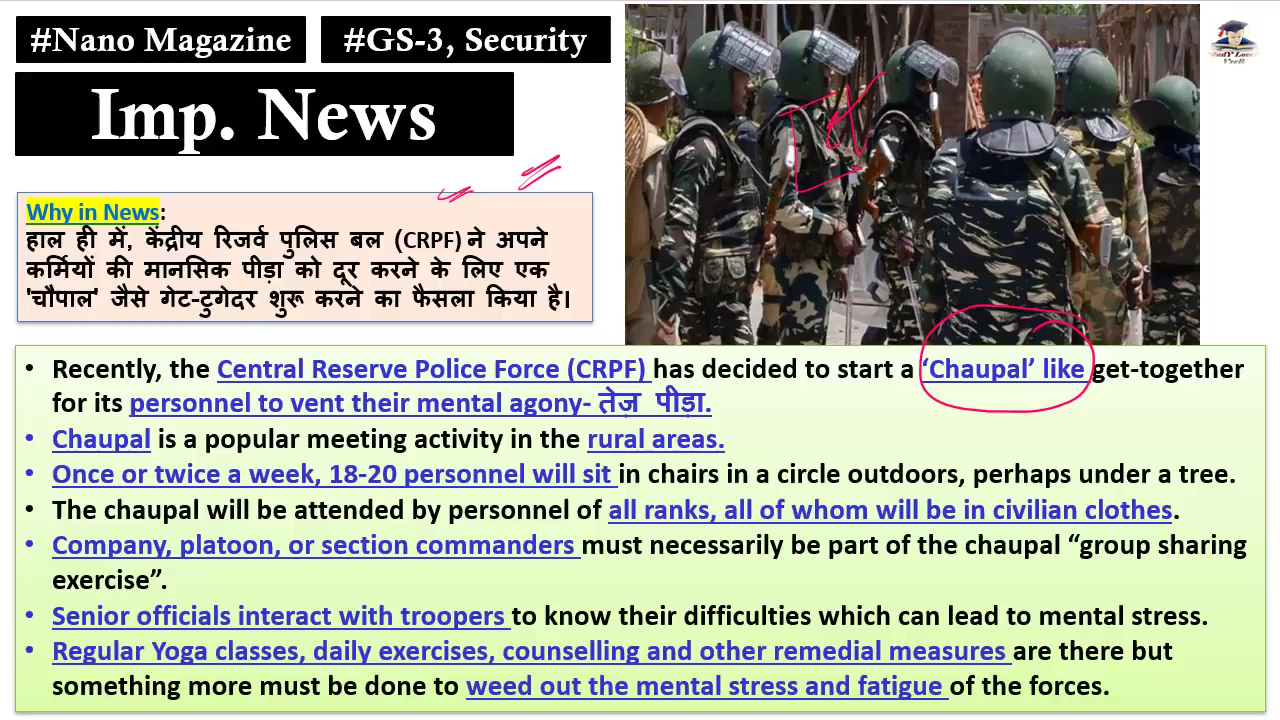 #Nano Magazine
#GS-3, Security
Imp. News
Why in News:
हाल ही में, केंद्रीय रिजर्व पुलिस बल (CRPF) ने अपने
कर्मियों की मानसिक पीड़ा को दूर करने के लिए एक
'चौपाल' जैसे गेट-टुगेदर शुरू करने का फैसला किया है।
• Recently, the Central Reserve Police Force (CRPF) has decided to start a ‘Chaupal’ like get-together
for its personnel to vent their mental agony- तेज़ पीड़ा.
• Chaupal is a popular meeting activity in the rural areas.
• Once or twice a week, 18-20 personnel will sit in chairs in a circle outdoors, perhaps under a tree.
• The chaupal will be attended by personnel of all ranks, all of whom will be in civilian clothes.
• Company, platoon, or section commanders must necessarily be part of the chaupal “group sharing
exercise”.
• Senior officials interact with troopers to know their difficulties which can lead to mental stress.
• Regular Yoga classes, daily exercises, counselling and other remedial measures are there but
something more must be done to weed out the mental stress and fatigue of the forces.